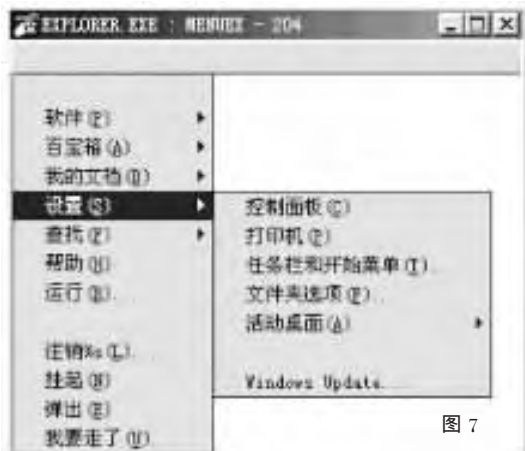 EXPLORER.EXE : MENUEX - 204
软件(P)
百宝箱(A)
我的文档(D)
设置(S)
查找(F)
帮助(H)
运行(R)...
注销%s(L)...
挂起(N)
弹出(E)
我要走了(U)
控制面板(C)
打印机(P)
任务栏和开始菜单(T)...
文件夹选项(F)...
活动桌面(A)
Windows Update...
图 7